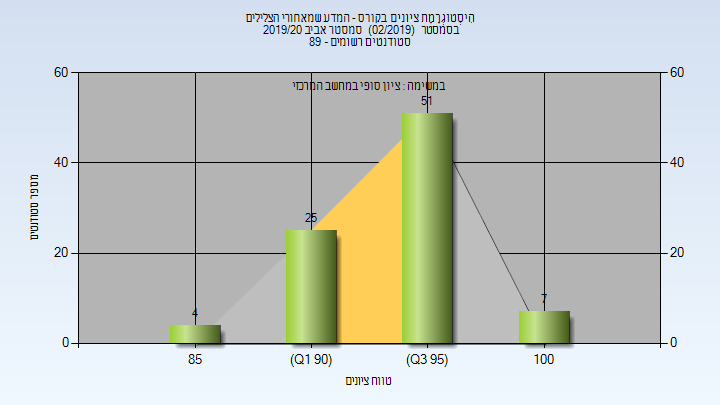 היסטוגרמת ציונים בקורס - המדע שמאחורי הצלילים
בסמסטר (02/2019) סמסטר אביב 2019/20
סטודנטים רשומים - 89
במשימה : ציון סופי במחשב המרכזי
מספר סטודנטים
60
40
20
0
60
40
20
0
4
25
51
7
85
(Q1 90)
(Q3 95)
100
טווח ציונים